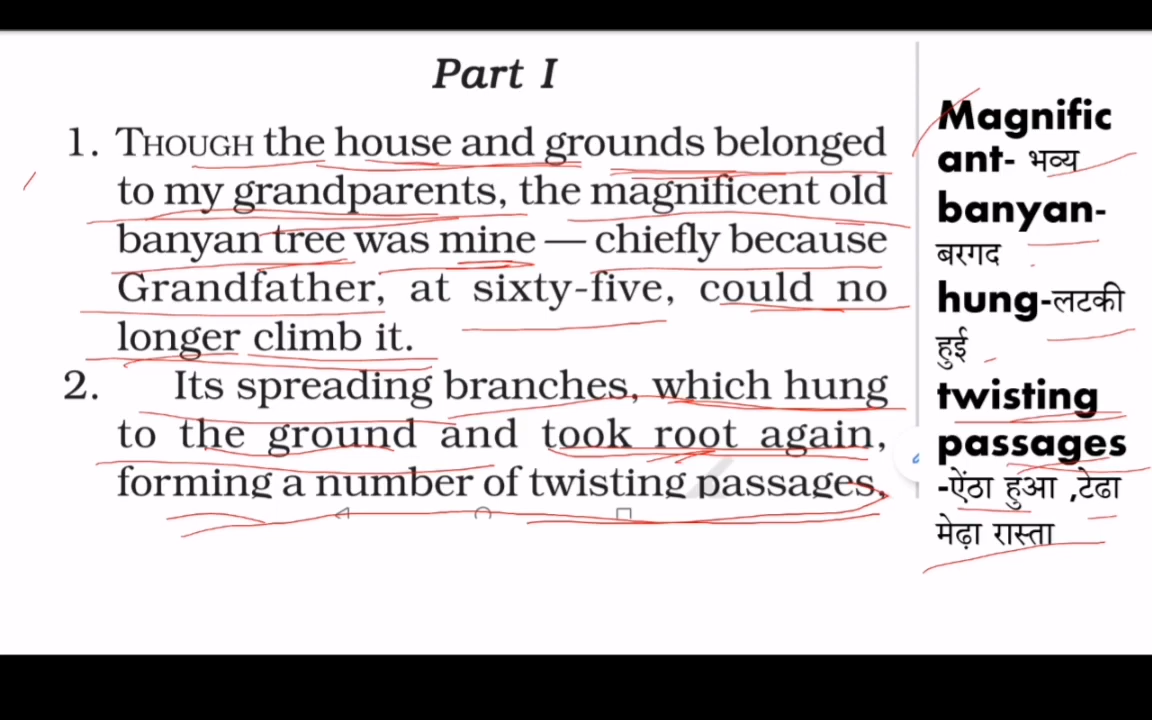 Part I
1. THOUGH the house and grounds belonged
to my grandparents, the magnificent old
banyan tree was mine — chiefly because
Grandfather, at sixty-five, could no
longer climb it.
2. Its spreading branches, which hung
to the ground and took root again,
forming a number of twisting passages,
Magnific
ant- भव्य
banyan-
बरगद
hung-लटकी
हुई
twisting
passages
-ऐंठा हुआ ,टेढा
मेढ़ा रास्ता